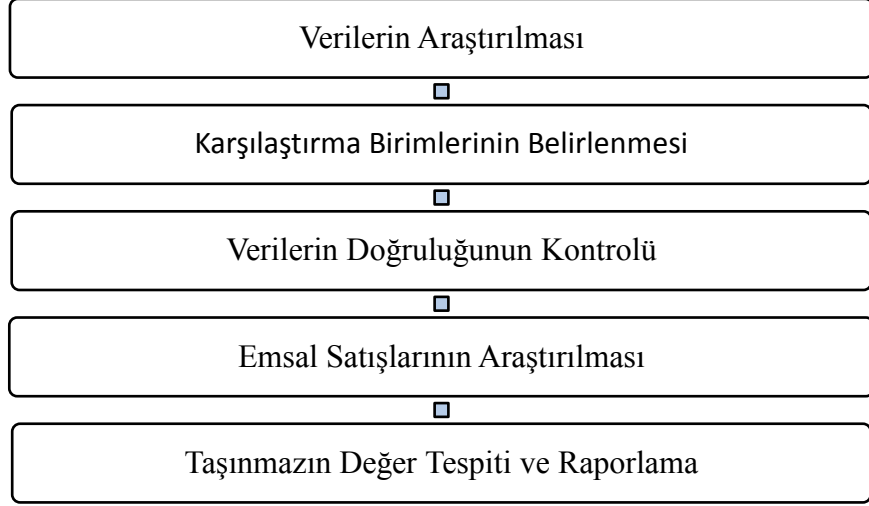 Verilerin Araştırılması
Karşılaştırma Birimlerinin Belirlenmesi
Verilerin Doğruluğunun Kontrolü
Emsal Satışlarının Araştırılması
Taşınmazın Değer Tespiti ve Raporlama